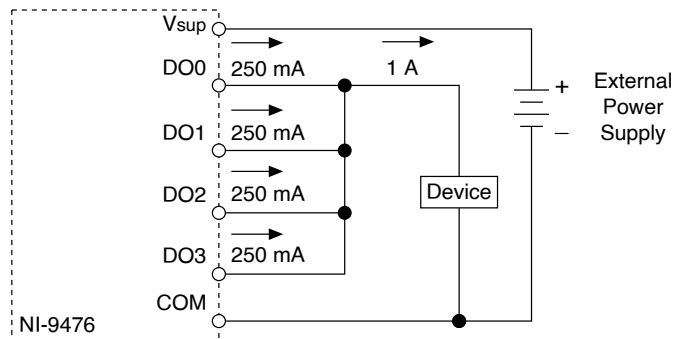 Vsup
DO0
250 mA
1 A
DO1
250 mA
DO2
250 mA
DO3
250 mA
COM
NI-9476
Device
+
External
Power
Supply
–